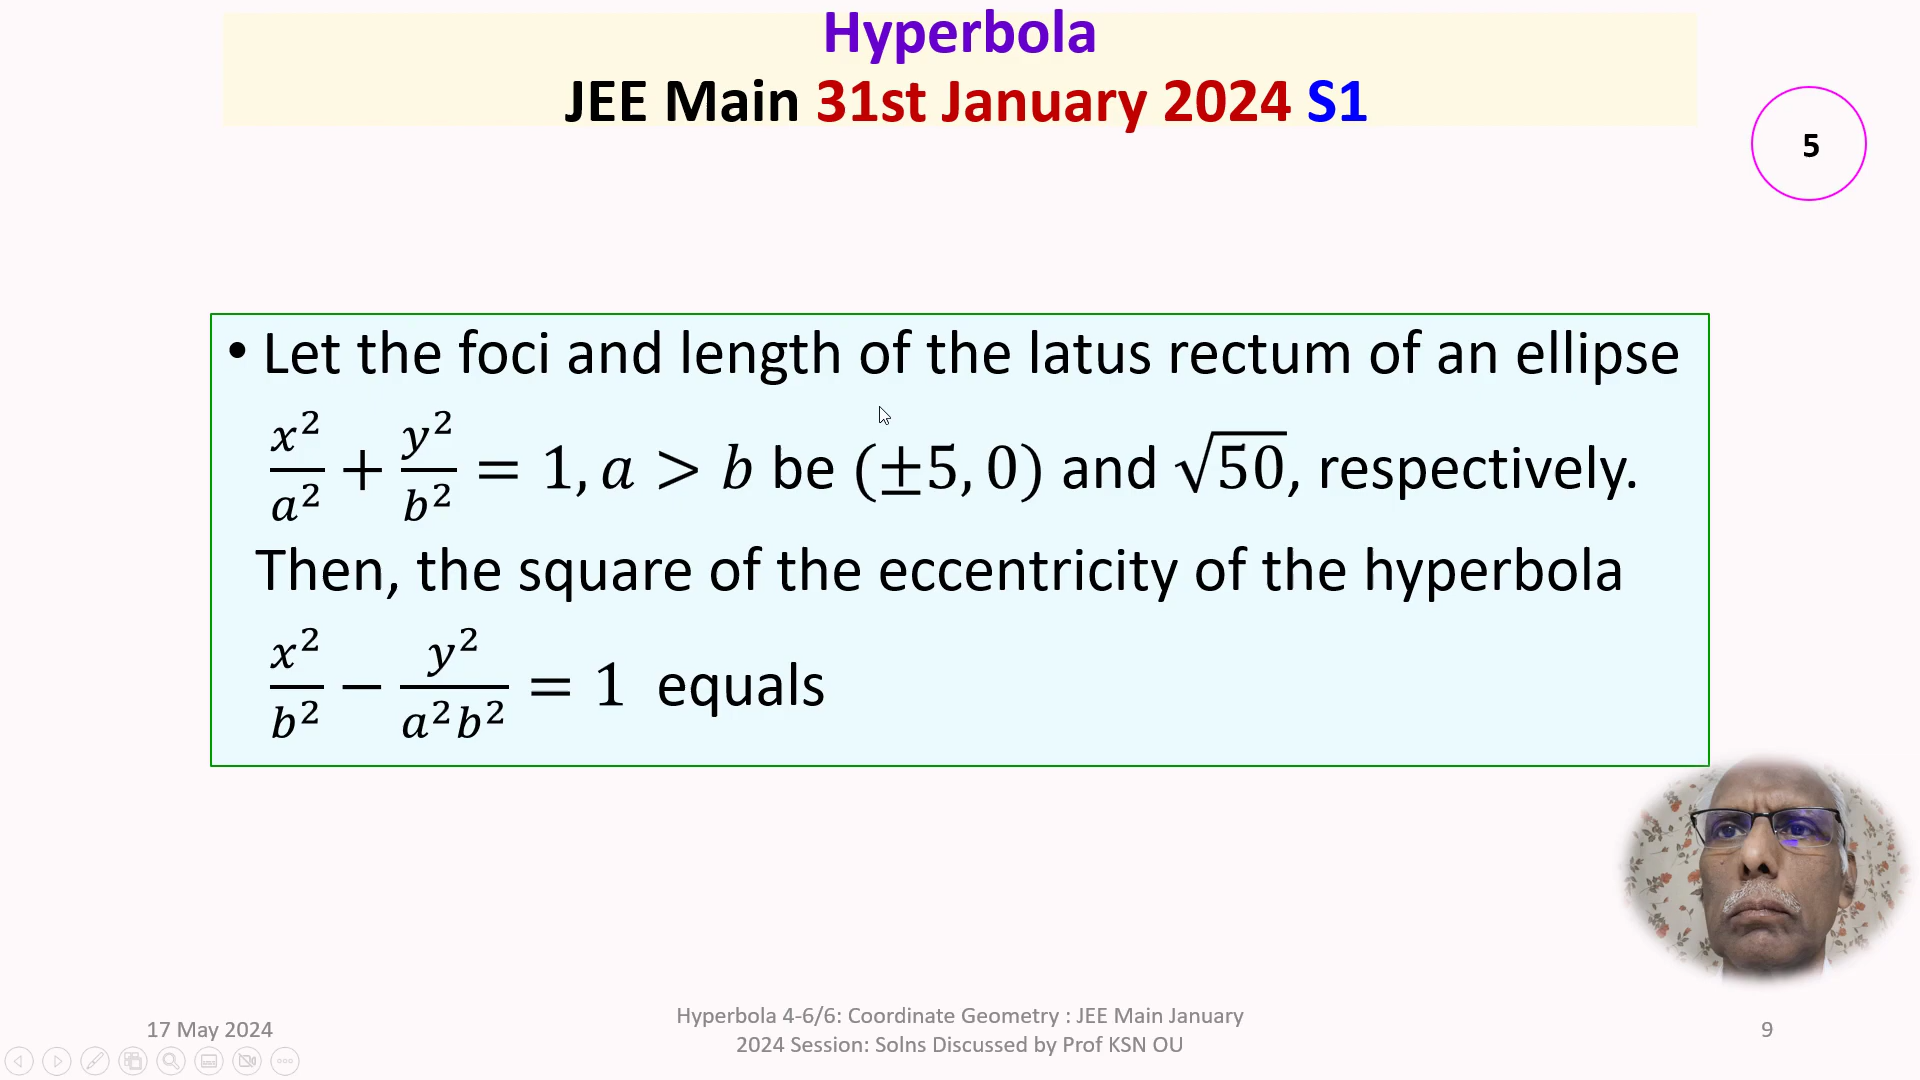 Hyperbola
JEE Main 31st January 2024 S1
5
• Let the foci and length of the latus rectum of an ellipse
x²/a² + y²/b² = 1, a > b be (±5, 0) and √50, respectively.
Then, the square of the eccentricity of the hyperbola
x²/b² − y²/a²b² = 1 equals
17 May 2024
Hyperbola 4-6/6: Coordinate Geometry : JEE Main January
2024 Session: Solns Discussed by Prof KSN OU
9